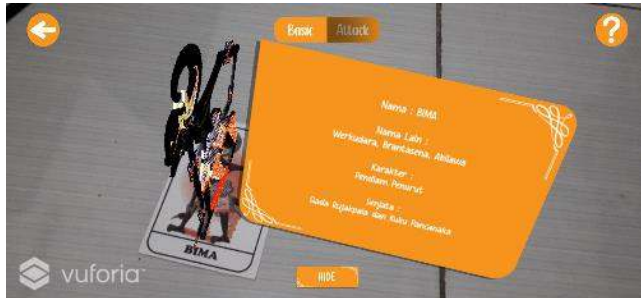 Basic Attack
Nama : BIMA
Nama Lain :
Werkudara, Brantasena, Abilawa
Karakter :
Pendiam Penurut
Senjata :
Gada Rujakpala dan Kuku Pancanaka
BIMA
HIDE
vuforia
?